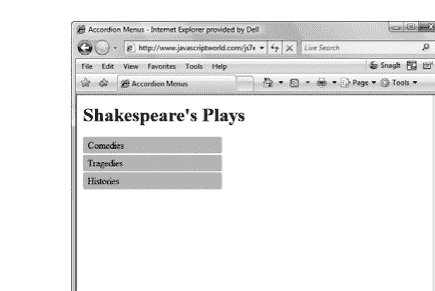 Accordion Menus - Internet Explorer provided by Dell
http://www.javascriptworld.com/js7e
Live Search
File Edit View Favorites Tools Help
SnagIt
Accordion Menus
Page Tools
Shakespeare's Plays
Comedies
Tragedies
Histories